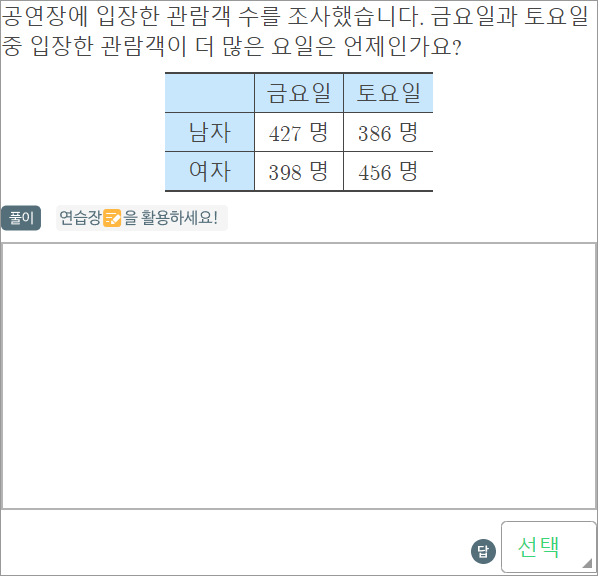 공연장에 입장한 관람객 수를 조사했습니다. 금요일과 토요일
중 입장한 관람객이 더 많은 요일은 언제인가요?
금요일 토요일
남자 427 명 386 명
여자 398 명 456 명
풀이 연습장을 활용하세요!
답 선택